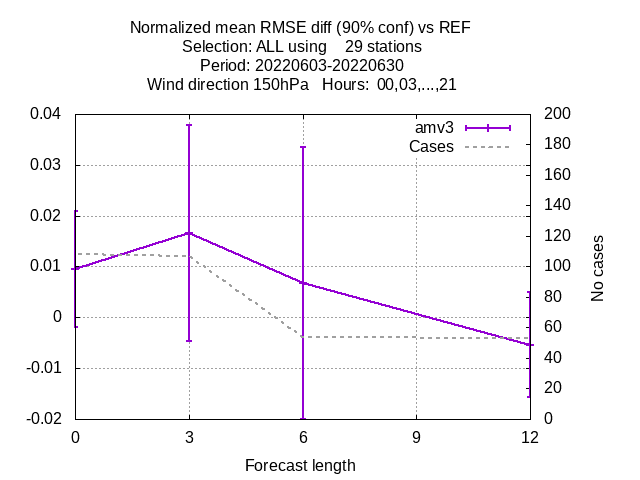 Normalized mean RMSE diff (90% conf) vs REF
Selection: ALL using 29 stations
Period: 20220603-20220630
Wind direction 150hPa Hours: 00,03,...,21
amv3
Cases
0.04
0.03
0.02
0.01
0
-0.01
-0.02
200
180
160
140
120
100
80
60
40
20
0
No cases
0 3 6 9 12
Forecast length